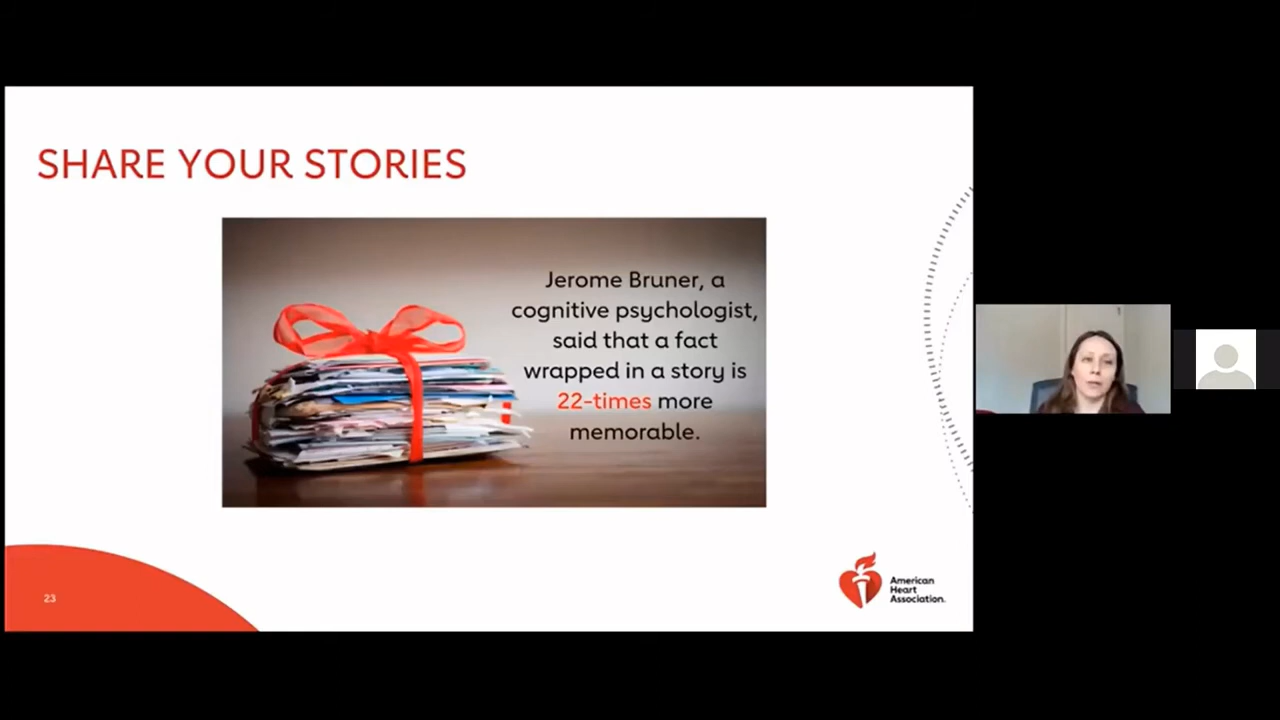 SHARE YOUR STORIES
Jerome Bruner, a
cognitive psychologist,
said that a fact
wrapped in a story is
22-times more
memorable.
23
American
Heart
Association.